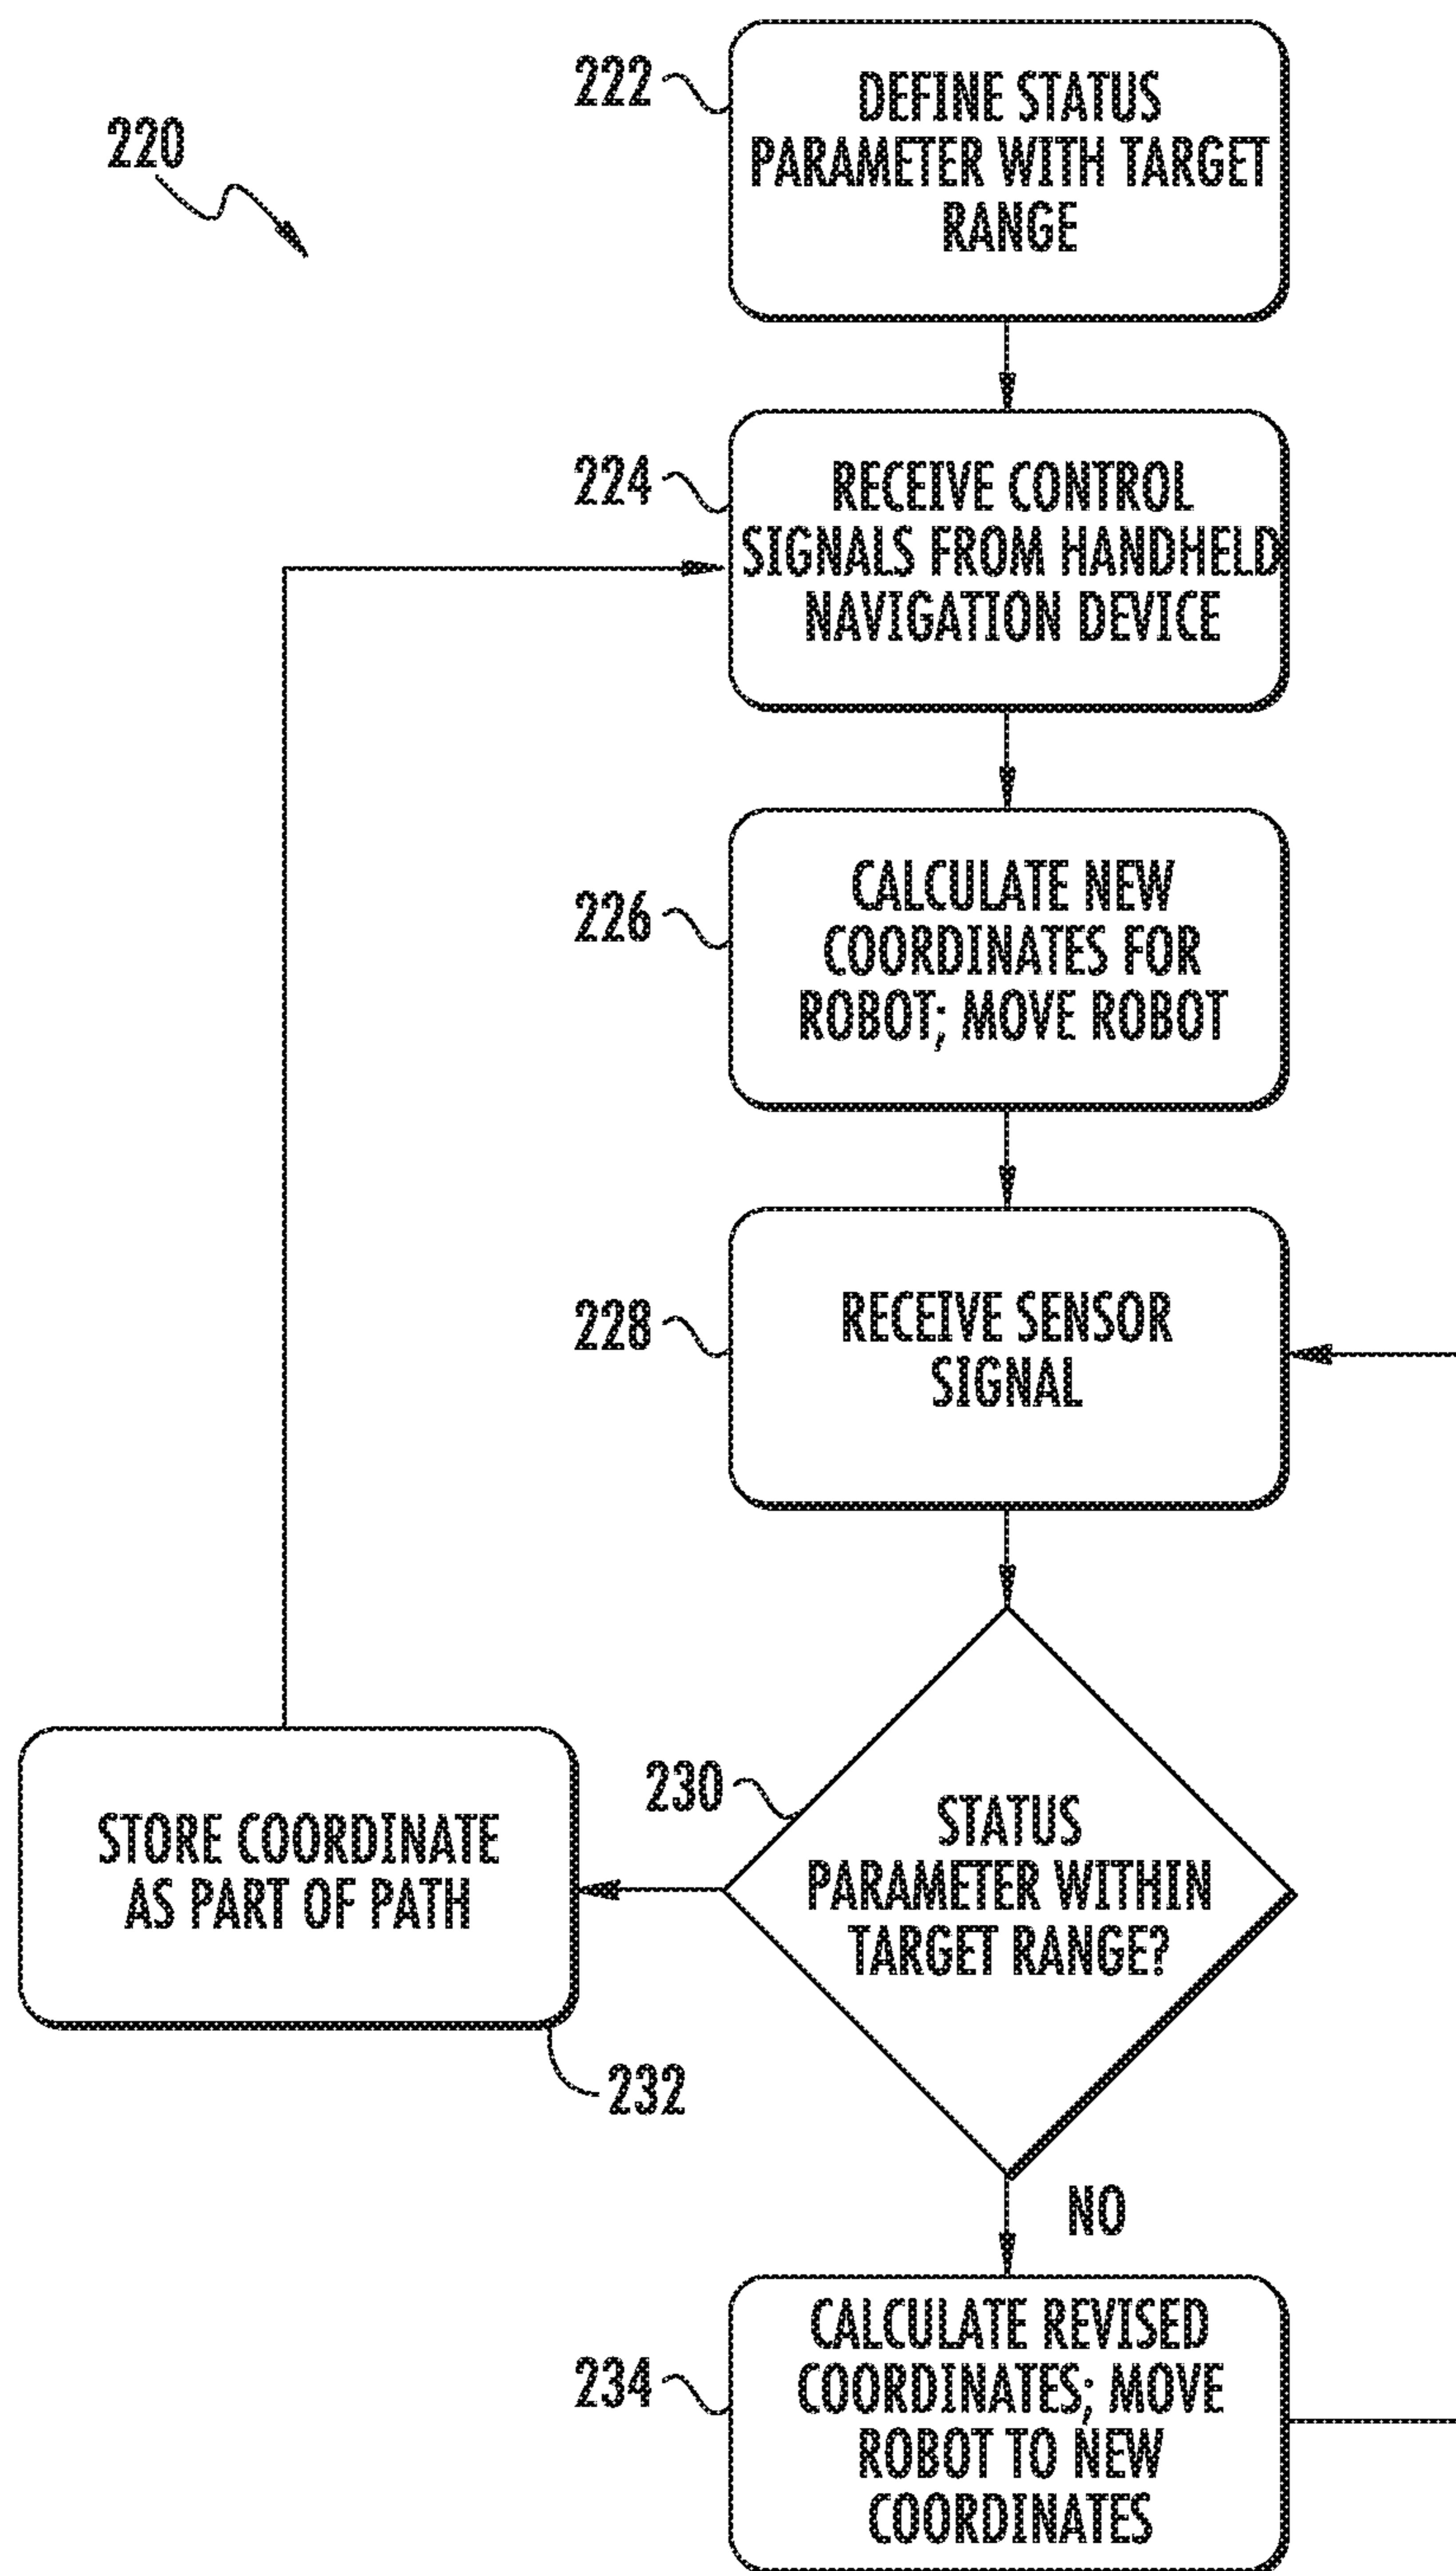 220
222
DEFINE STATUS
PARAMETER WITH TARGET
RANGE
224
RECEIVE CONTROL
SIGNALS FROM HANDHELD
NAVIGATION DEVICE
226
CALCULATE NEW
COORDINATES FOR
ROBOT; MOVE ROBOT
228
RECEIVE SENSOR
SIGNAL
230
STATUS
PARAMETER WITHIN
TARGET RANGE?
STORE COORDINATE
AS PART OF PATH
232
NO
234
CALCULATE REVISED
COORDINATES; MOVE
ROBOT TO NEW
COORDINATES